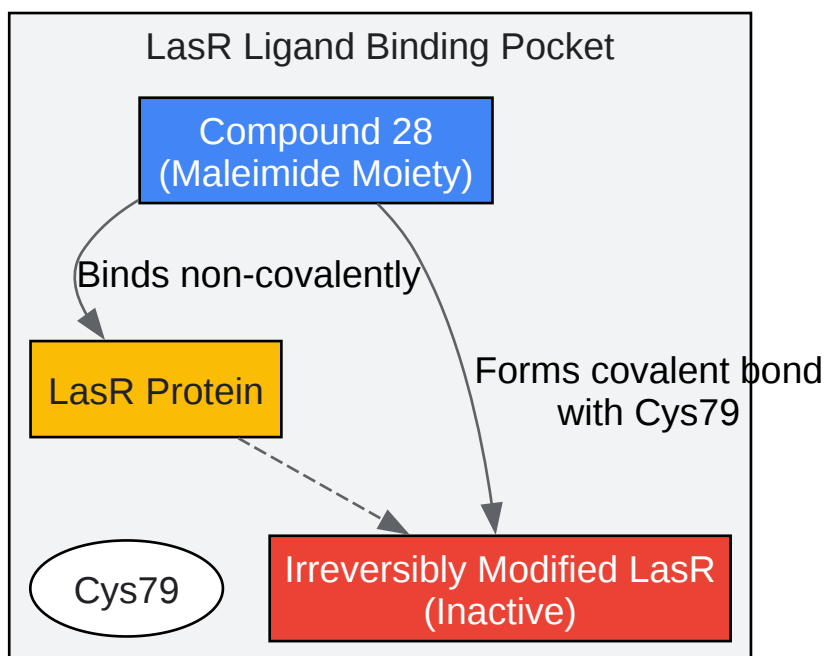 LasR Ligand Binding Pocket
Compound 28
(Maleimide Moiety)
Binds non-covalently
Forms covalent bond
with Cys79
LasR Protein
Irreversibly Modified LasR
(Inactive)
Cys79